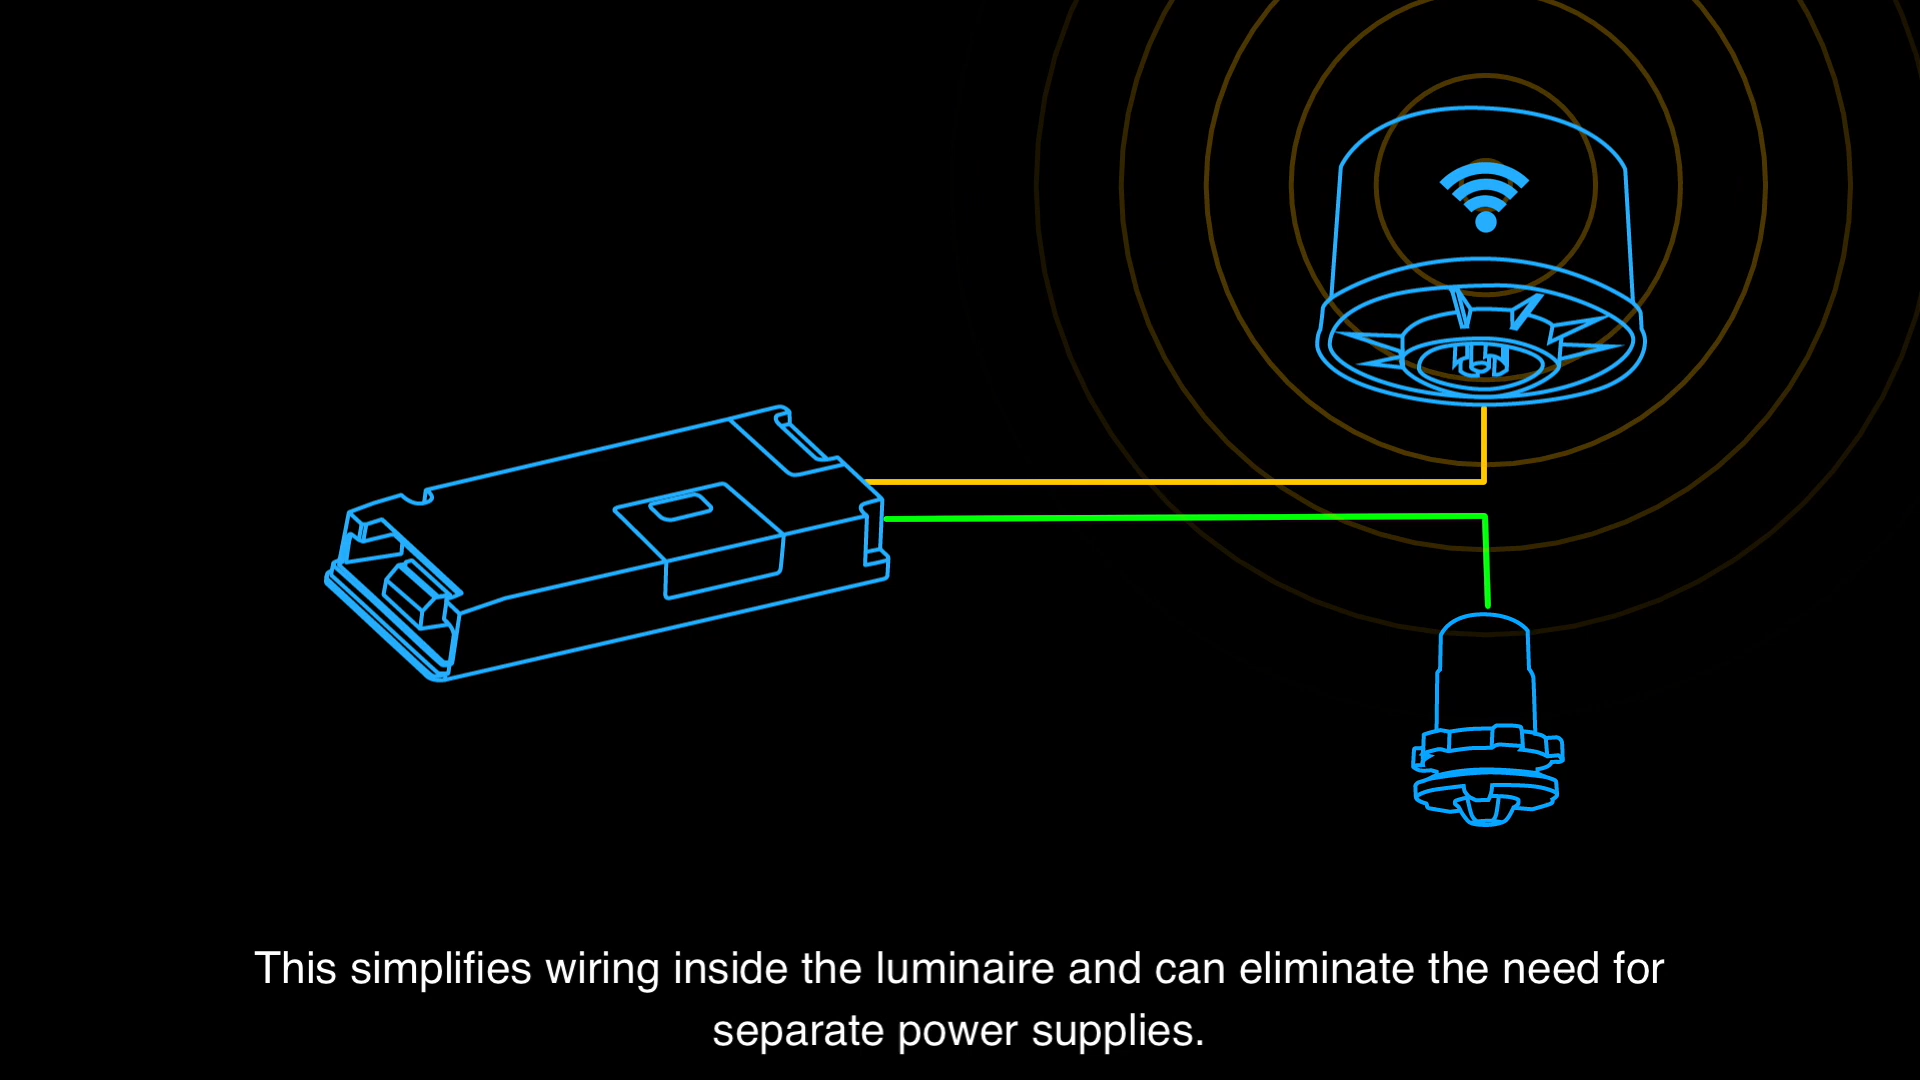 This simplifies wiring inside the luminaire and can eliminate the need for
separate power supplies.